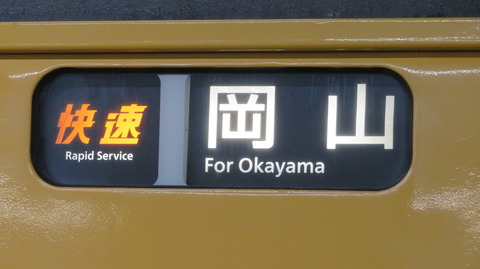 快速
Rapid Service
岡山
For Okayama